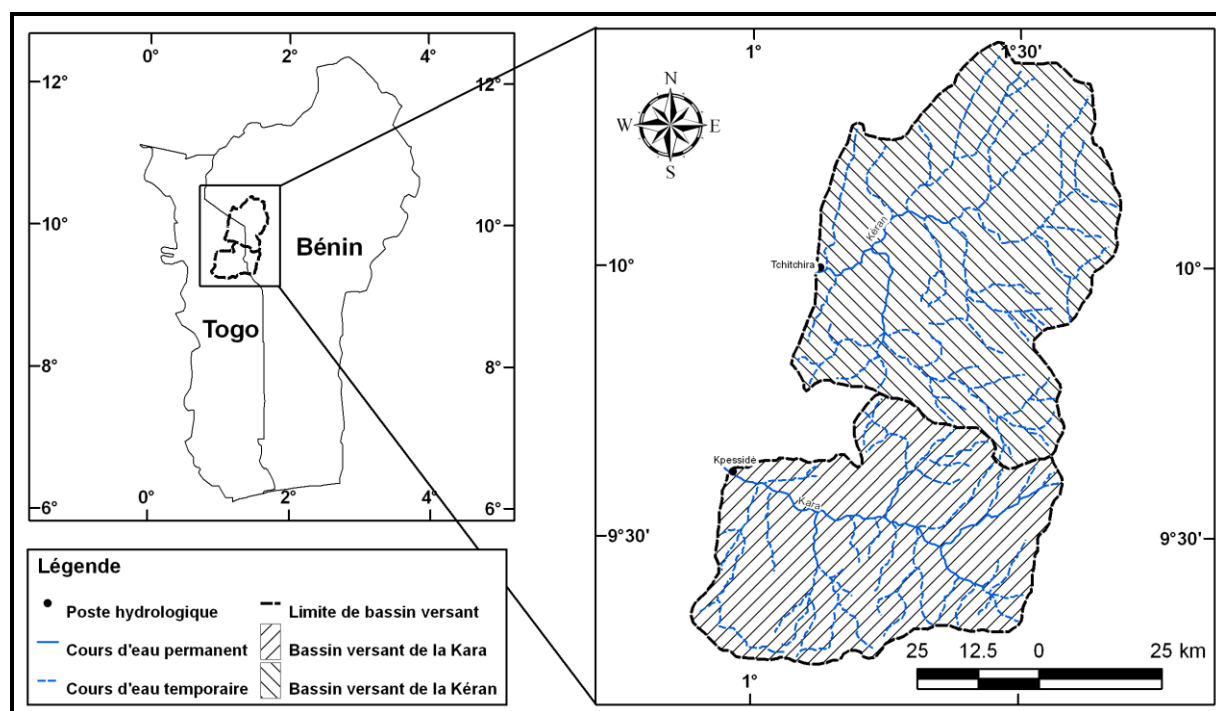 0° 2° 4°
12° 12°
10° 10°
Bénin
Togo
8° 8°
0° 2° 4°
6° 6°
Légende
Poste hydrologique
Cours d'eau permanent
Cours d'eau temporaire
Limite de bassin versant
Bassin versant de la Kara
Bassin versant de la Kéran
1° 1°30'
N
W E
S
Kéran
Tchitchira
10° 10°
Kpessidè
Kara
9°30' 9°30'
25 12.5 0 25 km
1°